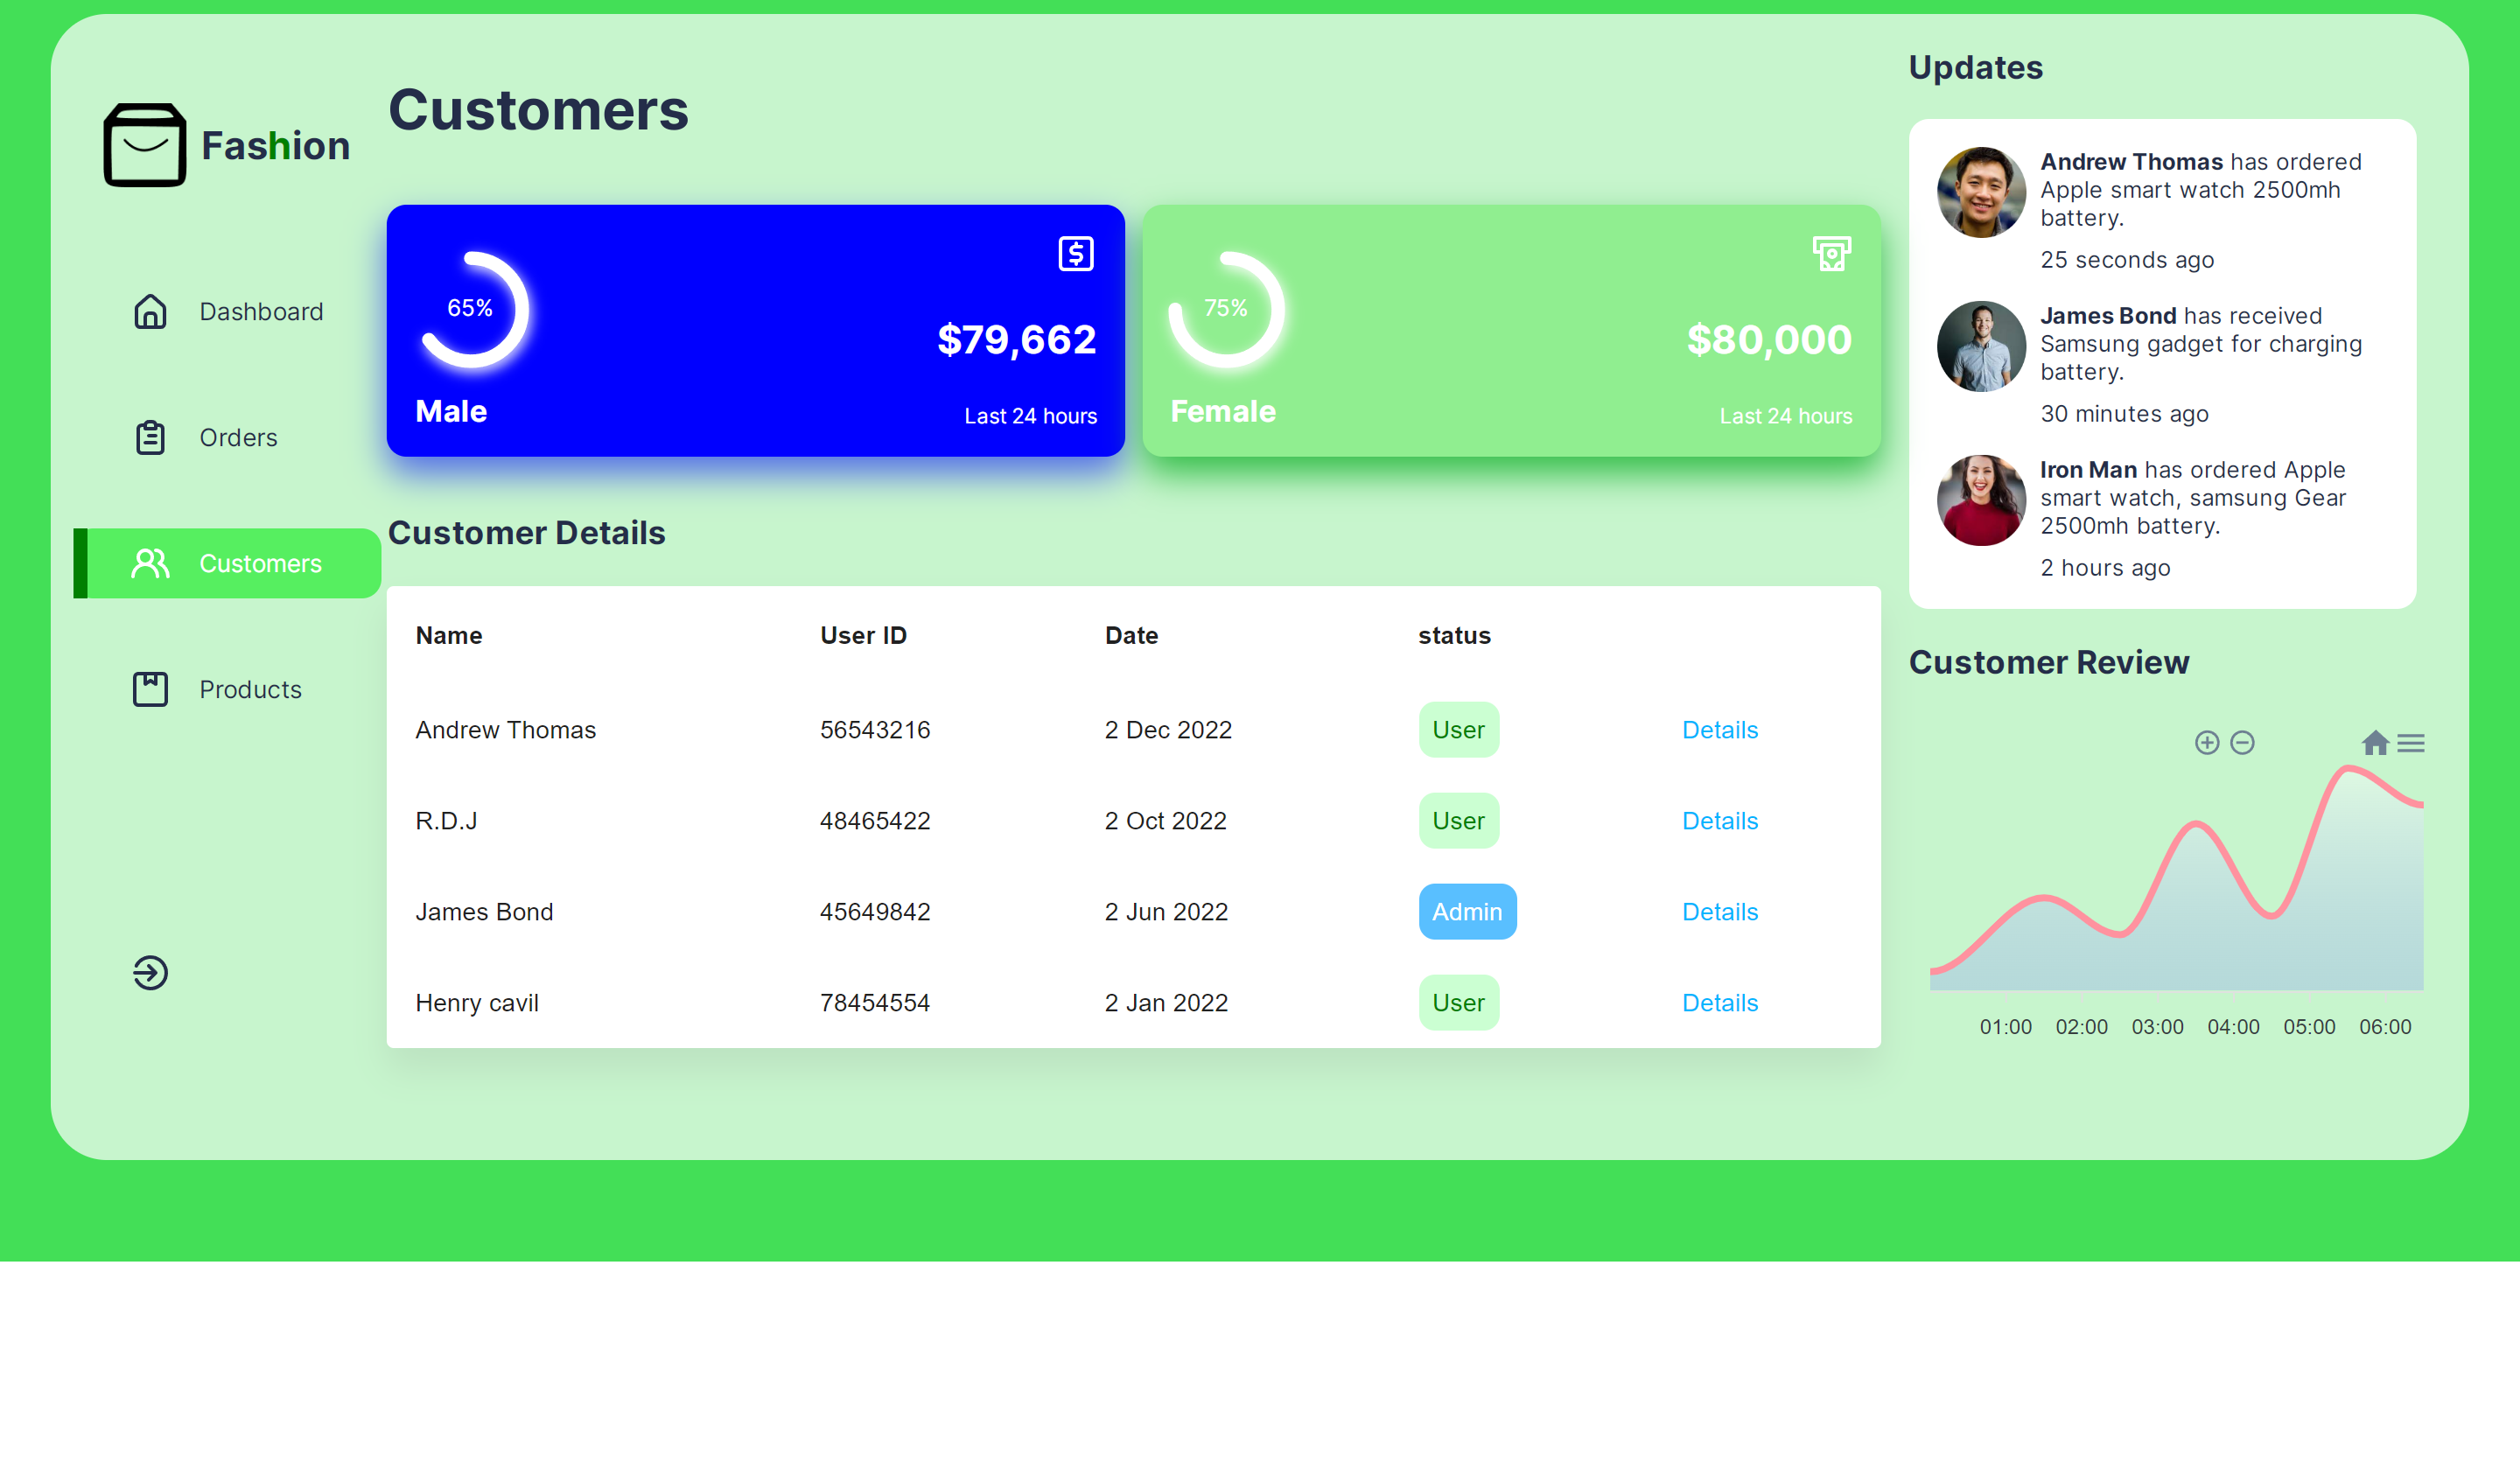 Fashion
Dashboard
Orders
Customers
Products
Customers
65%
$79,662
Male
Last 24 hours
75%
$80,000
Female
Last 24 hours
Customer Details
Name User ID Date status
Andrew Thomas 56543216 2 Dec 2022 User Details
R.D.J 48465422 2 Oct 2022 User Details
James Bond 45649842 2 Jun 2022 Admin Details
Henry cavil 78454554 2 Jan 2022 User Details
Updates
Andrew Thomas has ordered
Apple smart watch 2500mh
battery.
25 seconds ago
James Bond has received
Samsung gadget for charging
battery.
30 minutes ago
Iron Man has ordered Apple
smart watch, samsung Gear
2500mh battery.
2 hours ago
Customer Review
01:00 02:00 03:00 04:00 05:00 06:00